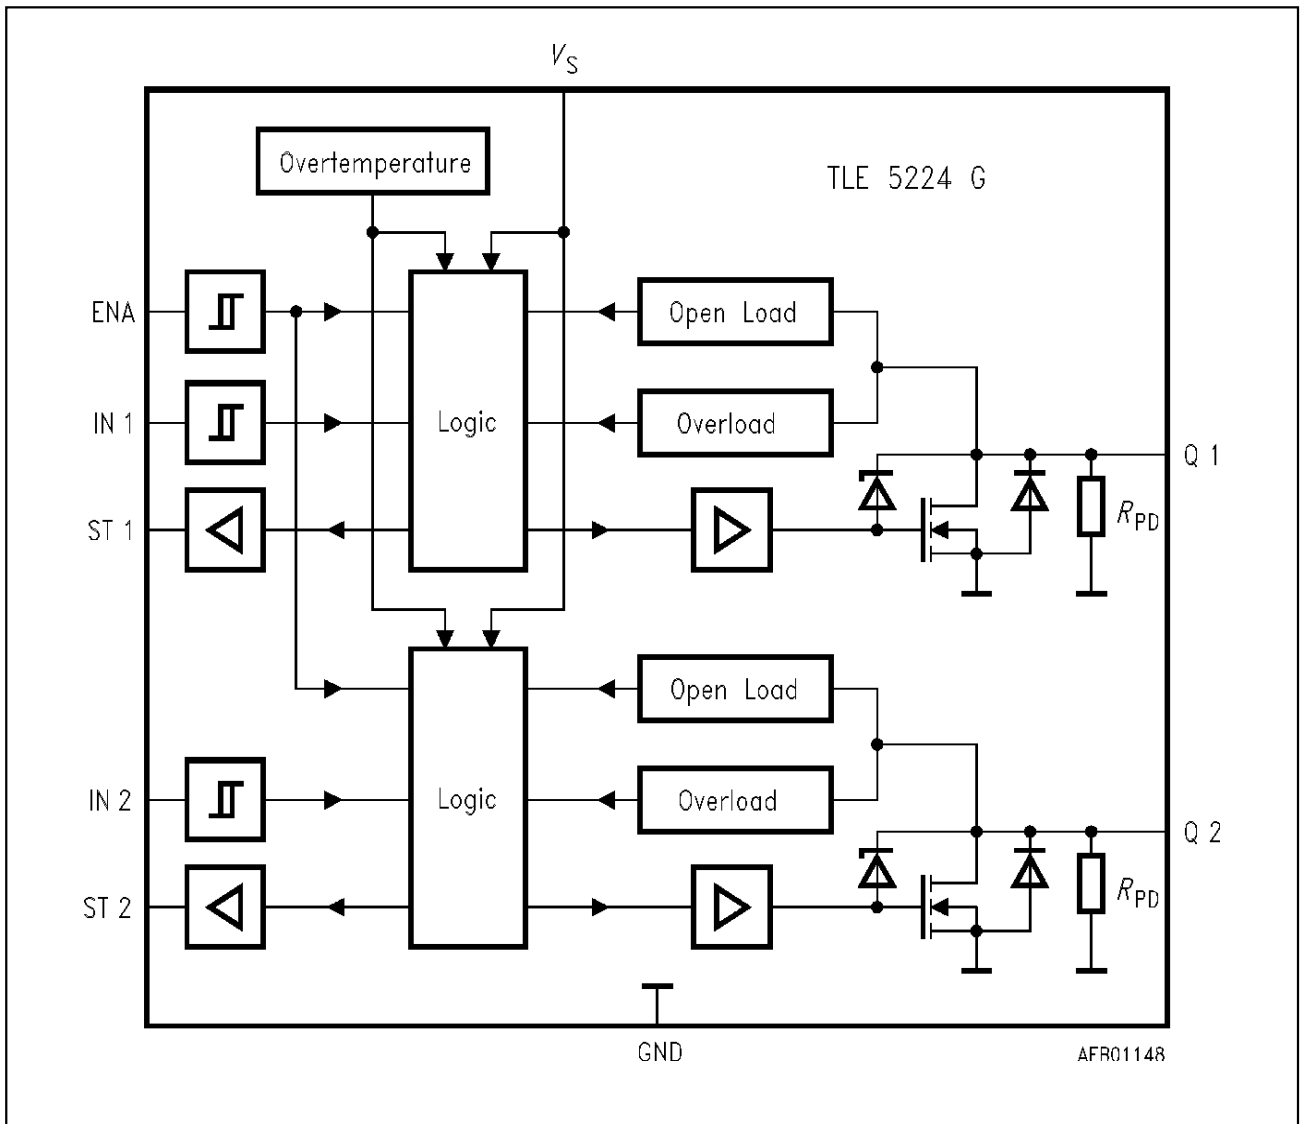 VS
Overtemperature
TLE 5224 G
ENA
Open Load
IN 1
Logic
Overload
Q 1
ST 1
RPD
Open Load
IN 2
Logic
Overload
Q 2
ST 2
RPD
GND
AEB01148